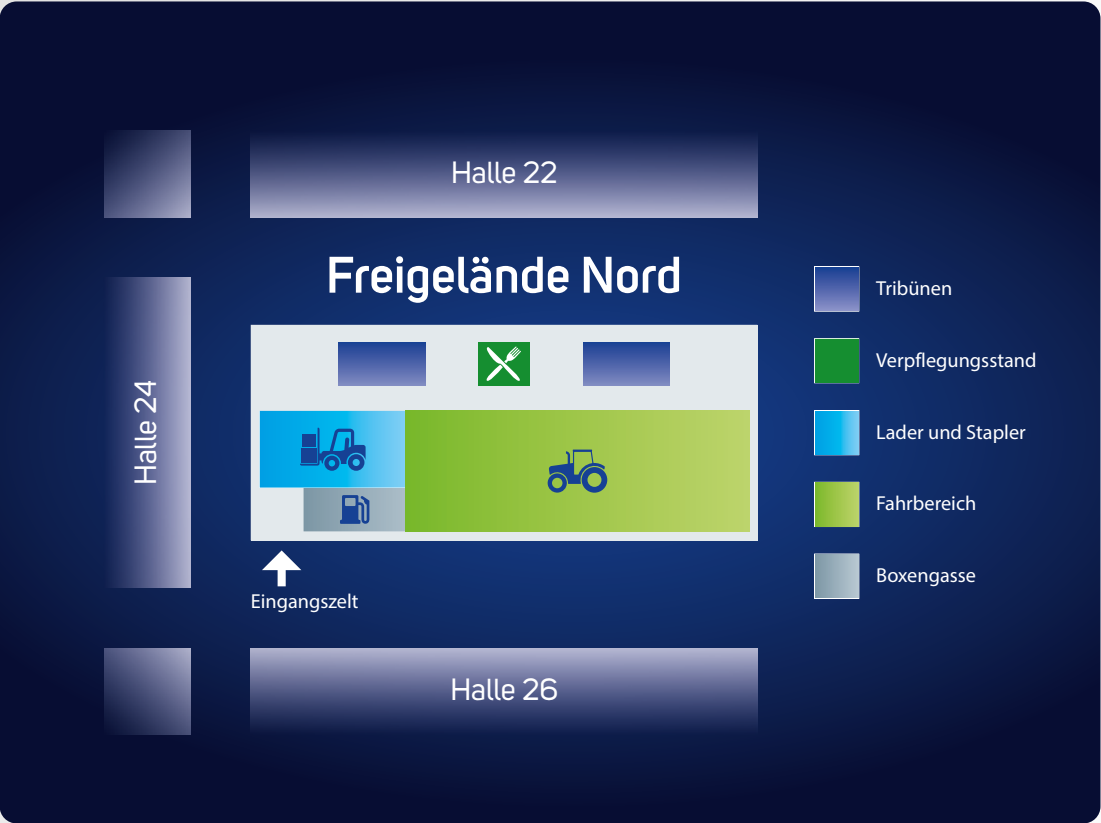 Halle 22
Freigelände Nord
Halle 24
Eingangszelt
Halle 26
Tribünen
Verpflegungsstand
Lader und Stapler
Fahrbereich
Boxengasse